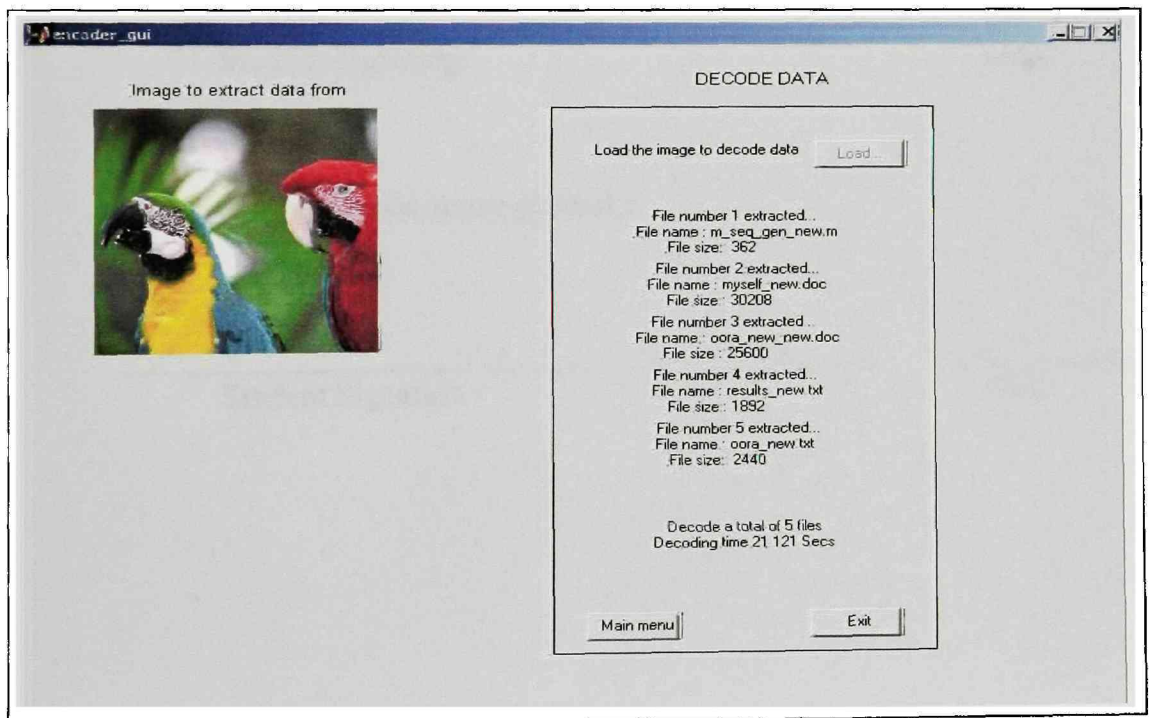 encoder_gui
Image to extract data from
DECODE DATA
Load the image to decode data Load...
File number 1 extracted...
File name : m_seq_gen_new.m
File size: 362
File number 2 extracted...
File name : myself_new.doc
File size : 30208
File number 3 extracted...
File name : oora_new_new.doc
File size : 25600
File number 4 extracted...
File name : results_new.txt
File size : 1892
File number 5 extracted...
File name : oora_new.txt
File size: 2440
Decode a total of 5 files
Decoding time 21.121 Secs
Main menu
Exit